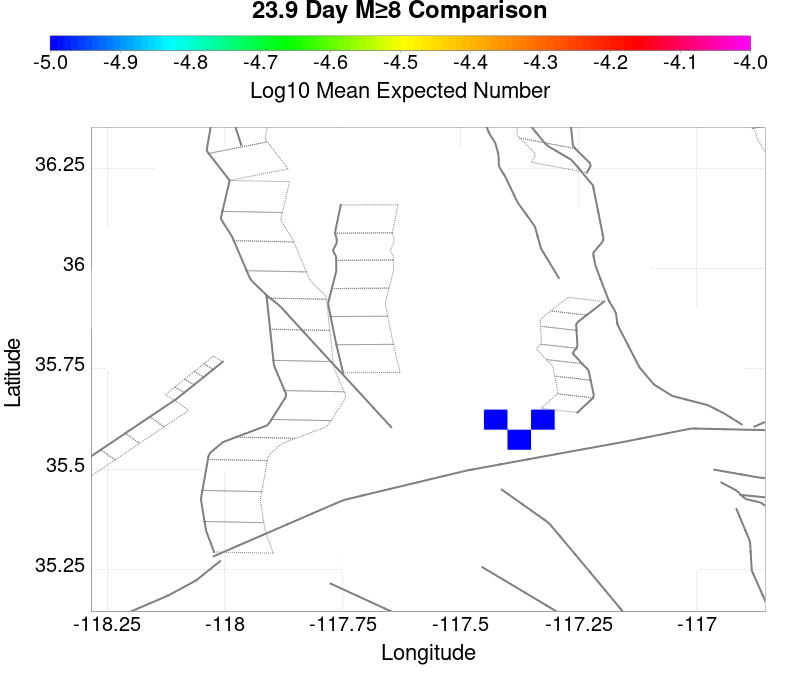 23.9 Day M≥8 Comparison
-5.0 -4.9 -4.8 -4.7 -4.6 -4.5 -4.4 -4.3 -4.2 -4.1 -4.0
Log10 Mean Expected Number
36.25
36
35.75
35.5
35.25
Latitude
-118.25 -118 -117.75 -117.5 -117.25 -117
Longitude